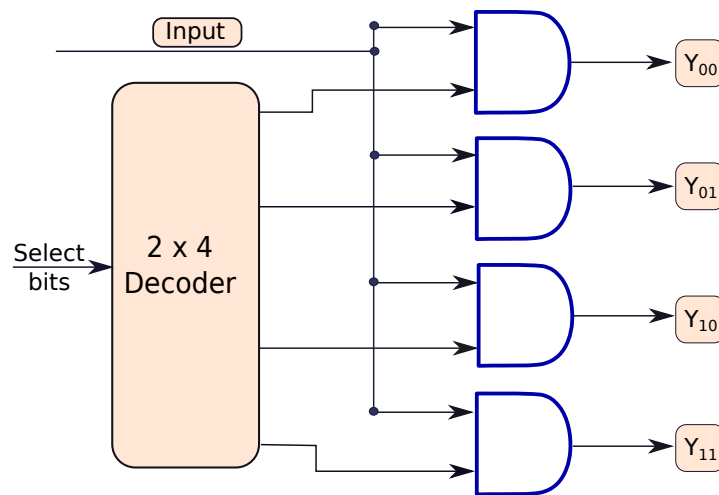 Input
Y00
Y01
Select
bits
2 x 4
Decoder
Y10
Y11